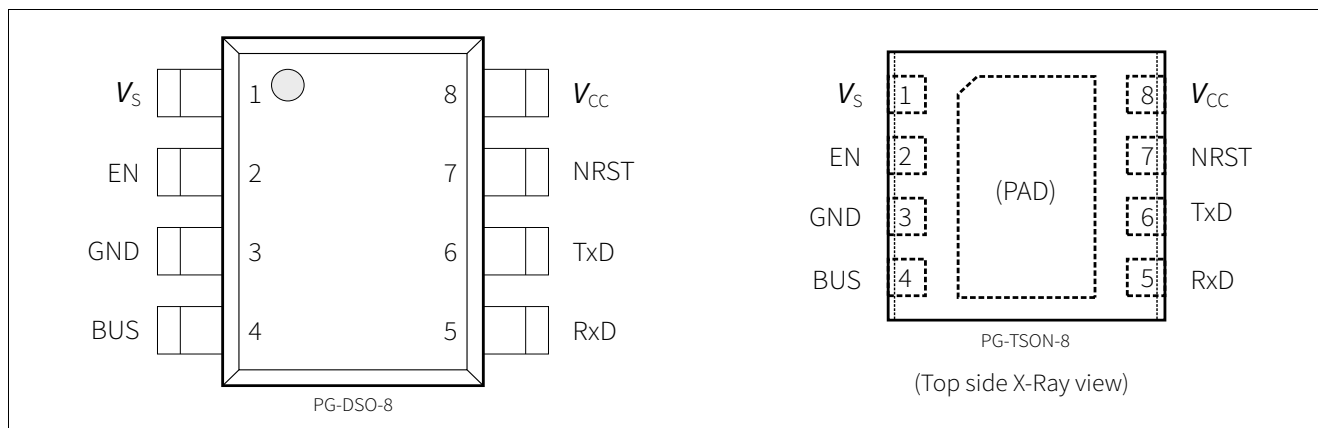 VS 1 8 VCC
EN 2 7 NRST
GND 3 6 TxD
BUS 4 5 RxD
PG-DSO-8
VS 1 8 VCC
EN 2 7 NRST
(PAD)
GND 3 6 TxD
BUS 4 5 RxD
PG-TSON-8
(Top side X-Ray view)